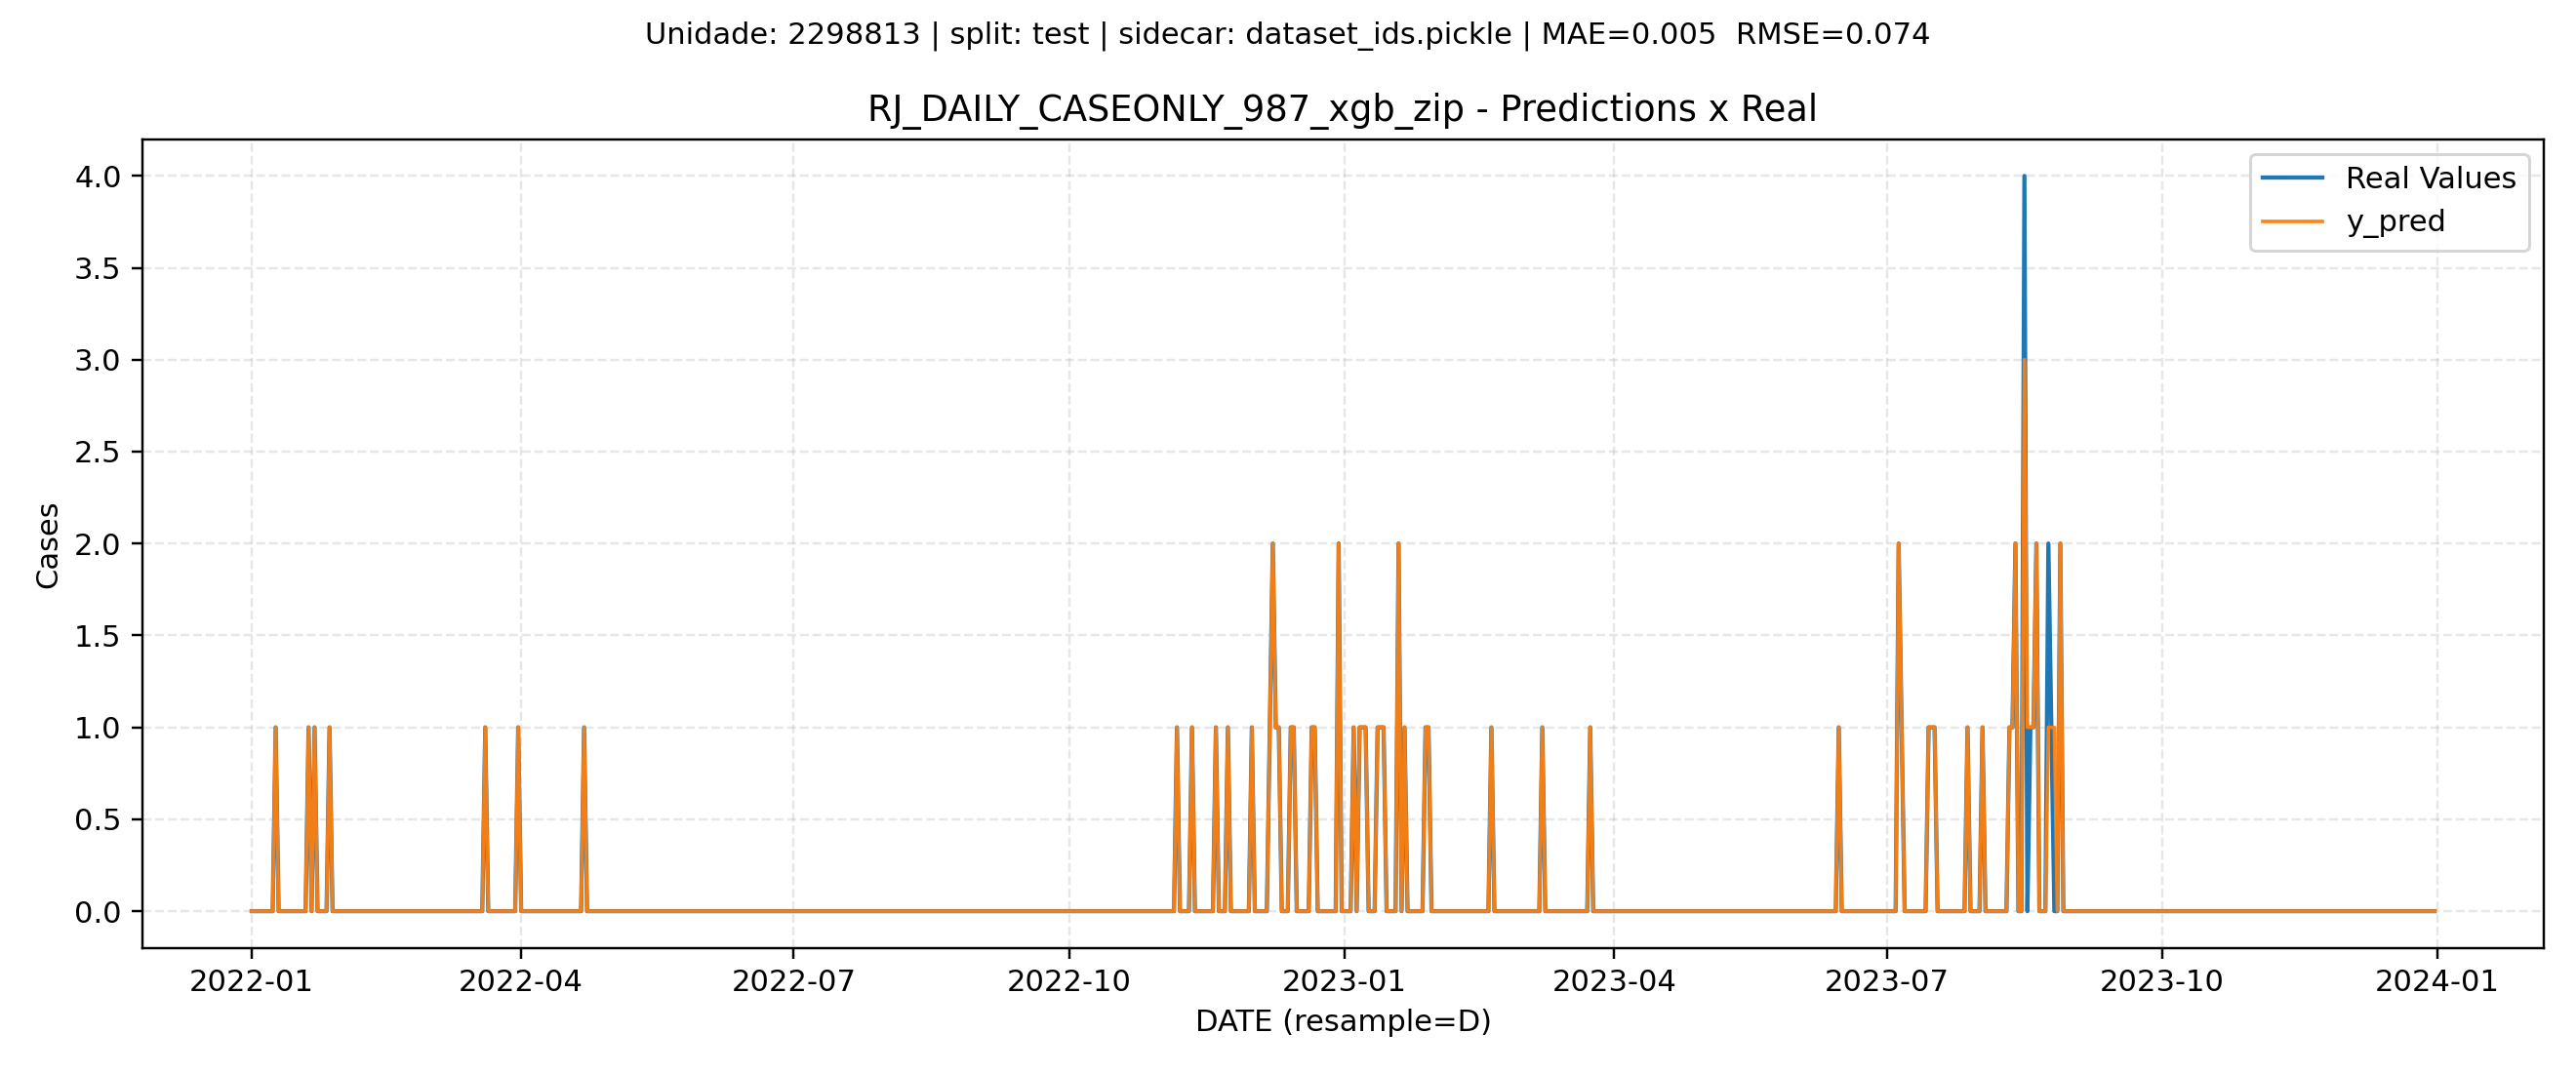 Unidade: 2298813 | split: test | sidecar: dataset_ids.pickle | MAE=0.005  RMSE=0.074
RJ_DAILY_CASEONLY_987_xgb_zip - Predictions x Real
Real Values
y_pred
4.0
3.5
3.0
2.5
2.0
1.5
1.0
0.5
0.0
Cases
2022-01 2022-04 2022-07 2022-10 2023-01 2023-04 2023-07 2023-10 2024-01
DATE (resample=D)